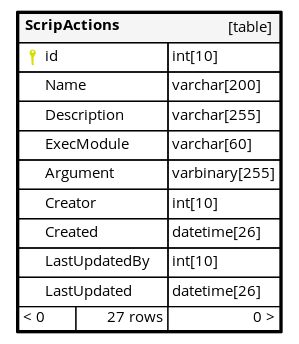 ScripActions [table]
id int[10]
Name varchar[200]
Description varchar[255]
ExecModule varchar[60]
Argument varbinary[255]
Creator int[10]
Created datetime[26]
LastUpdatedBy int[10]
LastUpdated datetime[26]
< 0 27 rows 0 >